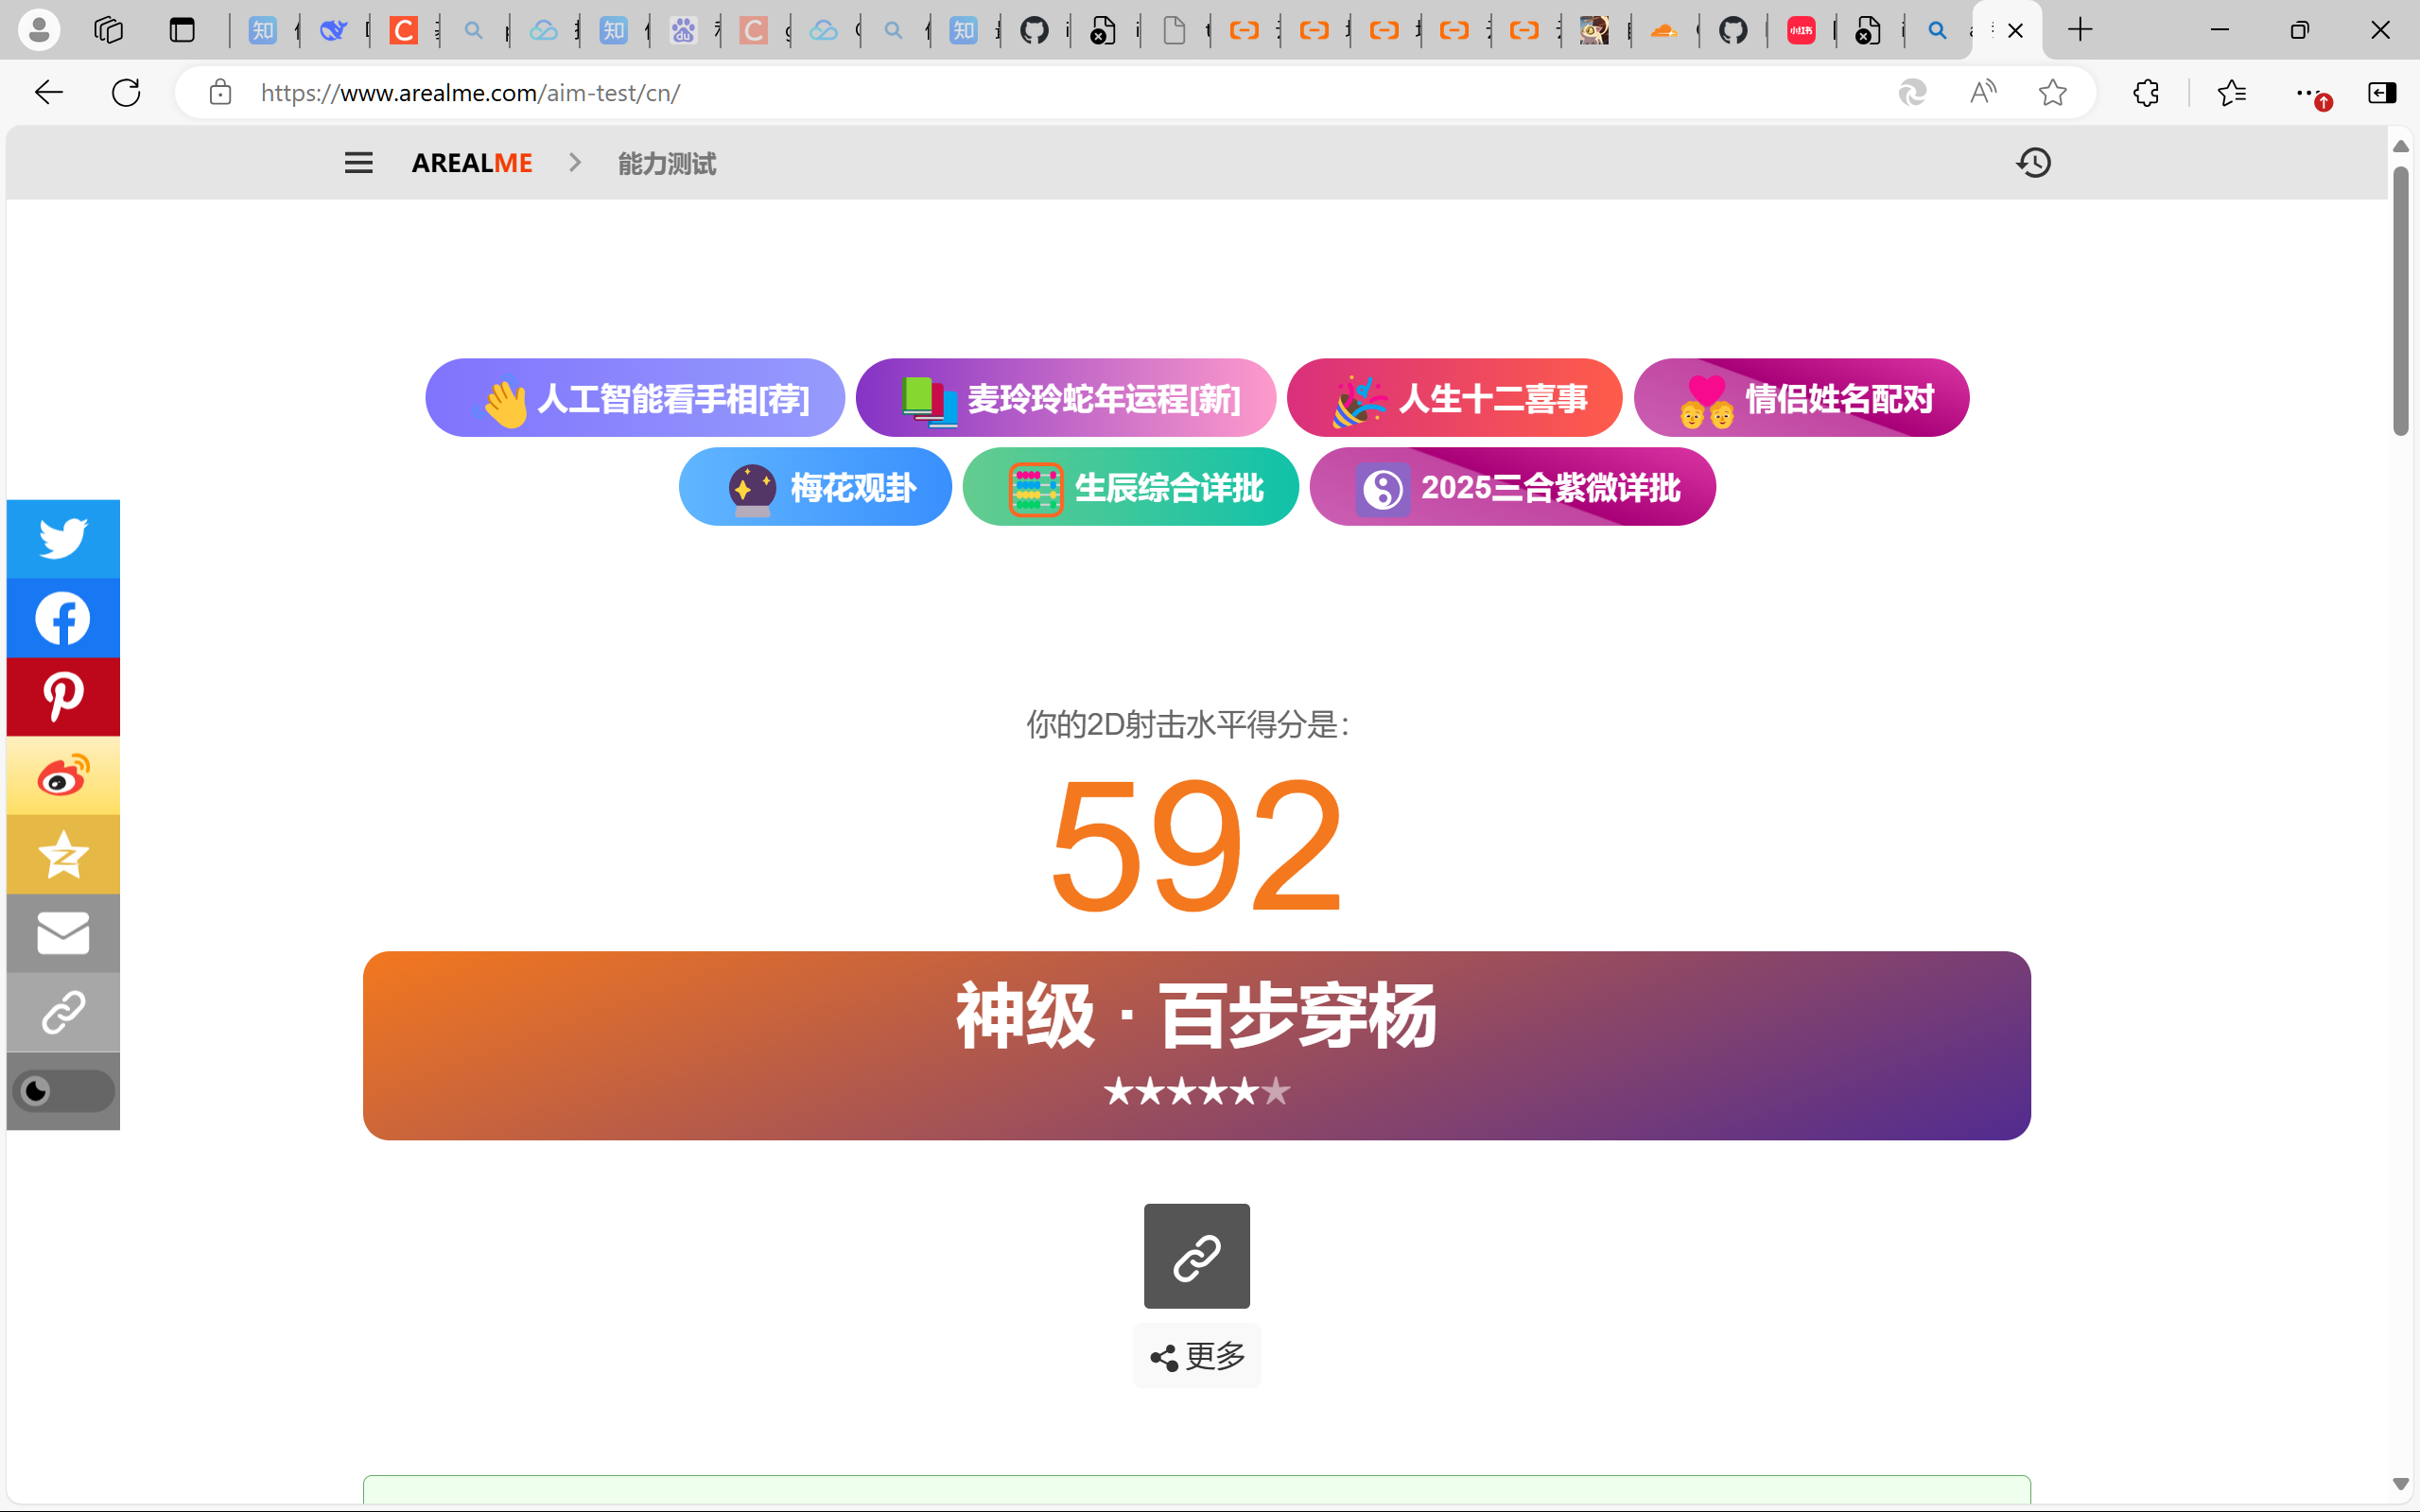 https://www.arealme.com/aim-test/cn/
AREALME
能力测试
人工智能看手相[荐]
麦玲玲蛇年运程[新]
人生十二喜事
情侣姓名配对
梅花观卦
生辰综合详批
2025三合紫微详批
你的2D射击水平得分是：
592
神级 · 百步穿杨
★★★★★★
更多